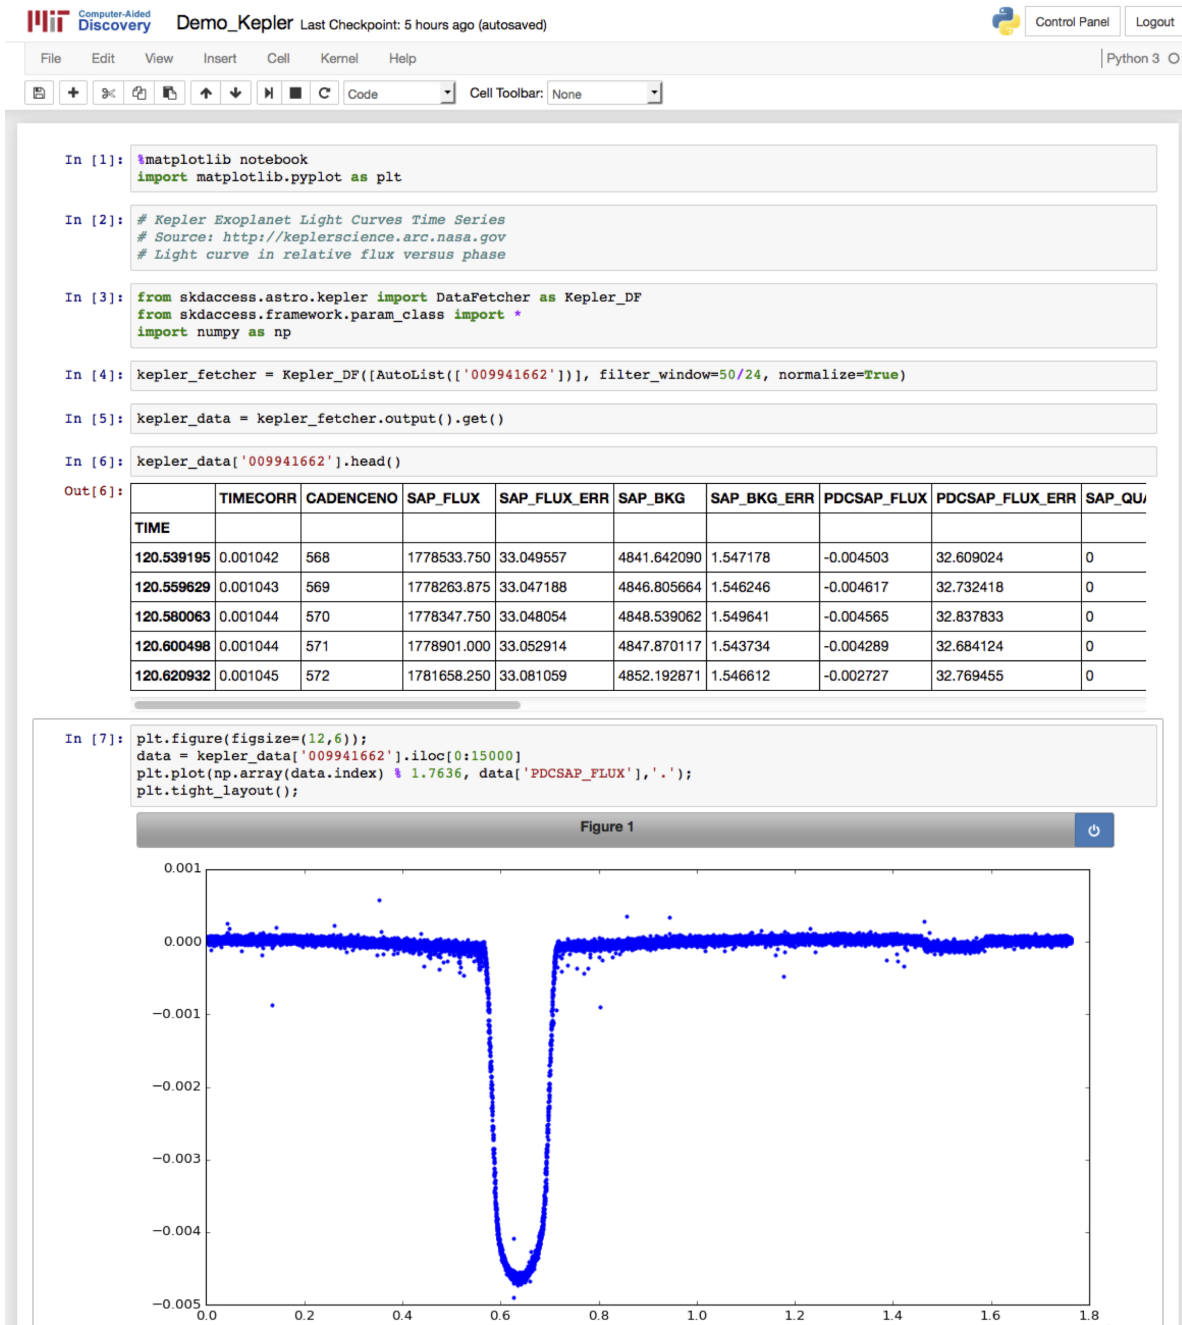 MIT Computer-Aided Discovery Demo_Kepler Last Checkpoint: 5 hours ago (autosaved) Control Panel Logout
File Edit View Insert Cell Kernel Help Python 3
Code Cell Toolbar: None
In [1]: %matplotlib notebook
import matplotlib.pyplot as plt
In [2]: # Kepler Exoplanet Light Curves Time Series
# Source: http://keplerscience.arc.nasa.gov
# Light curve in relative flux versus phase
In [3]: from skdaccess.astro.kepler import DataFetcher as Kepler_DF
from skdaccess.framework.param_class import *
import numpy as np
In [4]: kepler_fetcher = Kepler_DF([AutoList(['009941662'])], filter_window=50/24, normalize=True)
In [5]: kepler_data = kepler_fetcher.output().get()
In [6]: kepler_data['009941662'].head()
Out[6]: TIMECORR CADENCENO SAP_FLUX SAP_FLUX_ERR SAP_BKG SAP_BKG_ERR PDCSAP_FLUX PDCSAP_FLUX_ERR
TIME
120.539195 0.001042 568 1778533.750 33.049557 4841.642090 1.547178 -0.004503 32.609024 0
120.559629 0.001043 569 1778263.875 33.047188 4846.805664 1.546246 -0.004617 32.732418 0
120.580063 0.001044 570 1778347.750 33.048054 4848.539062 1.549641 -0.004565 32.837833 0
120.600498 0.001044 571 1778901.000 33.052914 4847.870117 1.543734 -0.004289 32.684124 0
120.620932 0.001045 572 1781658.250 33.081059 4852.192871 1.546612 -0.002727 32.769455 0
In [7]: plt.figure(figsize=(12,6));
data = kepler_data['009941662'].iloc[0:15000]
plt.plot(np.array(data.index) % 1.7636, data['PDCSAP_FLUX'],'.');
plt.tight_layout();
Figure 1
0.001
0.000
−0.001
−0.002
−0.003
−0.004
−0.005
0.0 0.2 0.4 0.6 0.8 1.0 1.2 1.4 1.6 1.8